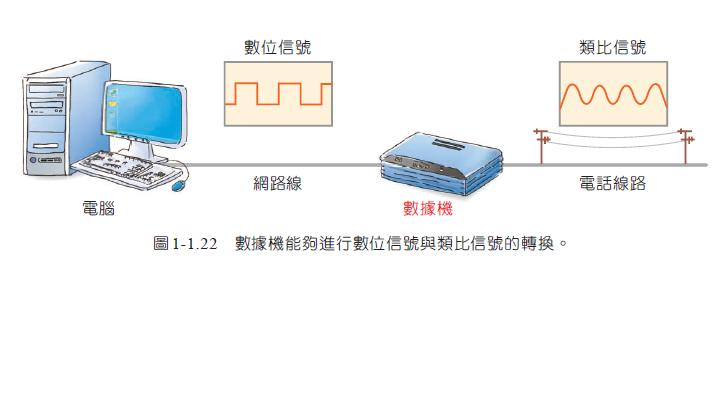 數位信號
類比信號
網路線
電話線路
電腦
數據機
圖1-1.22　數據機能夠進行數位信號與類比信號的轉換。